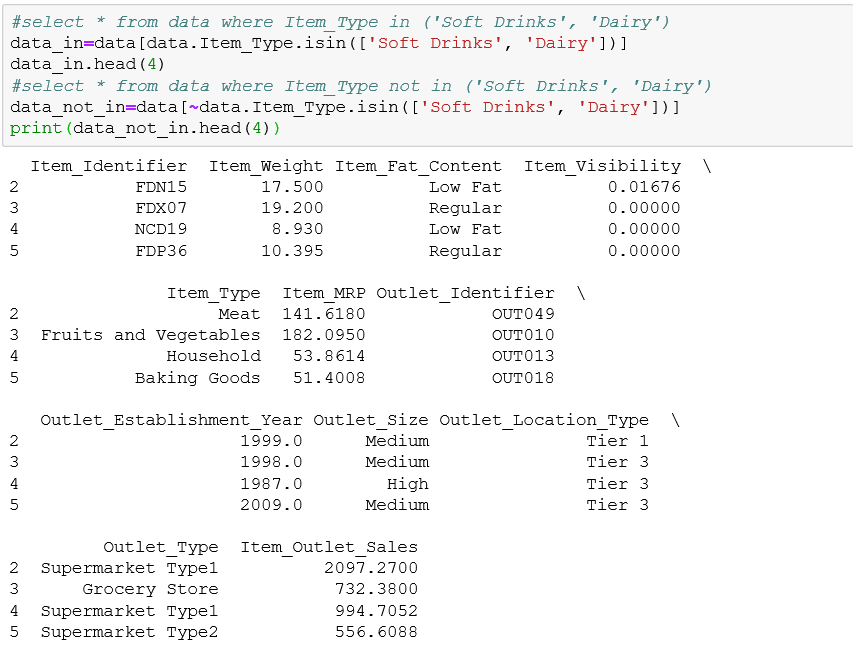 #select * from data where Item_Type in ('Soft Drinks', 'Dairy')
data_in=data[data.Item_Type.isin(['Soft Drinks', 'Dairy'])]
data_in.head(4)
#select * from data where Item_Type not in ('Soft Drinks', 'Dairy')
data_not_in=data[~data.Item_Type.isin(['Soft Drinks', 'Dairy'])]
print(data_not_in.head(4))
  Item_Identifier  Item_Weight Item_Fat_Content  Item_Visibility  \
2           FDN15       17.500          Low Fat          0.01676
3           FDX07       19.200          Regular          0.00000
4           NCD19        8.930          Low Fat          0.00000
5           FDP36       10.395          Regular          0.00000
               Item_Type  Item_MRP Outlet_Identifier  \
2                   Meat  141.6180            OUT049
3  Fruits and Vegetables  182.0950            OUT010
4              Household   53.8614            OUT013
5           Baking Goods   51.4008            OUT018
   Outlet_Establishment_Year Outlet_Size Outlet_Location_Type  \
2                     1999.0      Medium               Tier 1
3                     1998.0      Medium               Tier 3
4                     1987.0        High               Tier 3
5                     2009.0      Medium               Tier 3
         Outlet_Type  Item_Outlet_Sales
2  Supermarket Type1          2097.2700
3      Grocery Store           732.3800
4  Supermarket Type1           994.7052
5  Supermarket Type2           556.6088